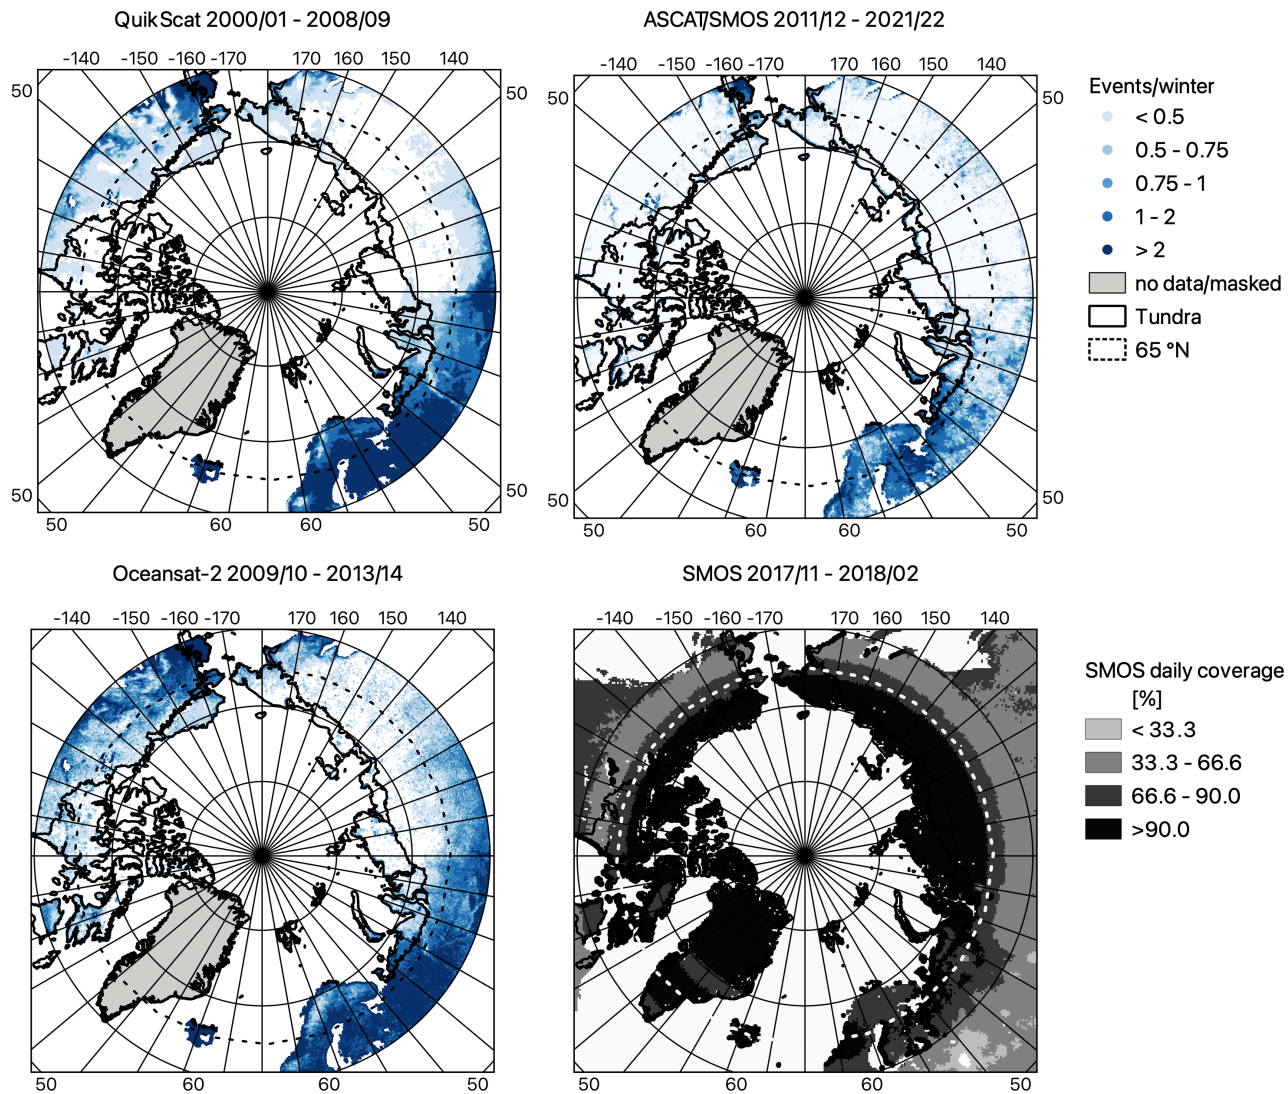 QuikScat 2000/01 - 2008/09
-140 -150 -160 -170 170 160 150 140
50 50
50 50
50 60 60 50
ASCAT/SMOS 2011/12 - 2021/22
-140 -150 -160 -170 170 160 150 140
50 50
50 50
50 60 60 50
Events/winter
< 0.5
0.5 - 0.75
0.75 - 1
1 - 2
> 2
no data/masked
Tundra
65 °N
Oceansat-2 2009/10 - 2013/14
-140 -150 -160 -170 170 160 150 140
50 60 60 50
SMOS 2017/11 - 2018/02
-140 -150 -160 -170 170 160 150 140
50 60 60 50
SMOS daily coverage
[%]
< 33.3
33.3 - 66.6
66.6 - 90.0
>90.0